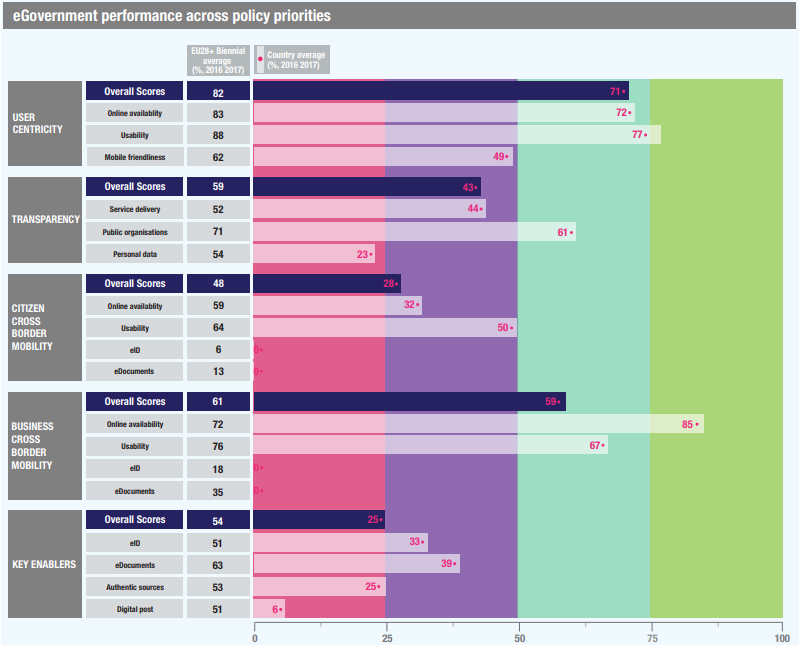 eGovernment performance across policy priorities
EU28+ Biennial
average
(%, 2016 2017)
Country average
(%, 2016 2017)
USER
CENTRICITY
Overall Scores 82 71
Online availablity 83 72
Usability 88 77
Mobile friendliness 62 49
TRANSPARENCY
Overall Scores 59 43
Service delivery 52 44
Public organisations 71 61
Personal data 54 23
CITIZEN
CROSS
BORDER
MOBILITY
Overall Scores 48 28
Online availablity 59 32
Usability 64 50
eID 6 0
eDocuments 13 0
BUSINESS
CROSS
BORDER
MOBILITY
Overall Scores 61 59
Online availability 72 85
Usability 76 67
eID 18 0
eDocuments 35 0
KEY ENABLERS
Overall Scores 54 25
eID 51 33
eDocuments 63 39
Authentic sources 53 25
Digital post 51 6
0 25 50 75 100